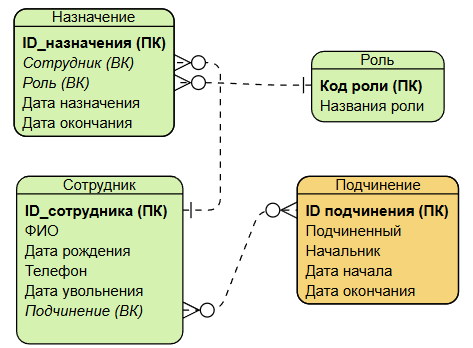 Назначение
ID_назначения (ПК)
Сотрудник (ВК)
Роль (ВК)
Дата назначения
Дата окончания
Роль
Код роли (ПК)
Названия роли
Сотрудник
ID_сотрудника (ПК)
ФИО
Дата рождения
Телефон
Дата увольнения
Подчинение (ВК)
Подчинение
ID подчинения (ПК)
Подчиненный
Начальник
Дата начала
Дата окончания